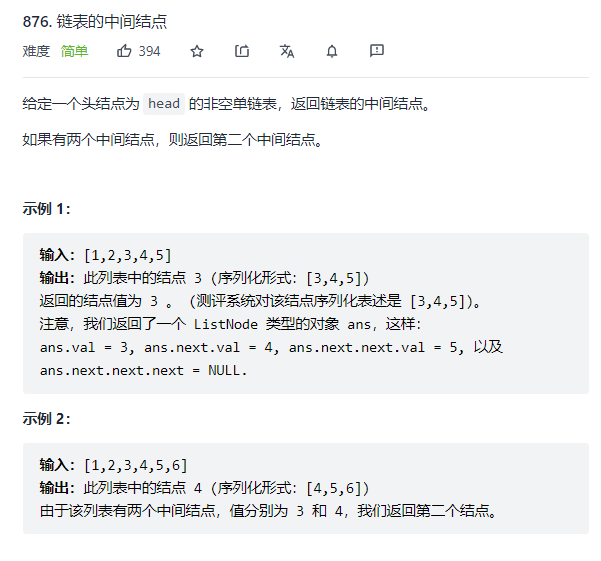 876. 链表的中间结点
难度 简单 394
给定一个头结点为 head 的非空单链表，返回链表的中间结点。
如果有两个中间结点，则返回第二个中间结点。
示例 1：
输入：[1,2,3,4,5]
输出：此列表中的结点 3 (序列化形式：[3,4,5])
返回的结点值为 3 。 (测评系统对该结点序列化表述是 [3,4,5])。
注意，我们返回了一个 ListNode 类型的对象 ans，这样：
ans.val = 3, ans.next.val = 4, ans.next.next.val = 5, 以及
ans.next.next.next = NULL.
示例 2：
输入：[1,2,3,4,5,6]
输出：此列表中的结点 4 (序列化形式：[4,5,6])
由于该列表有两个中间结点，值分别为 3 和 4，我们返回第二个结点。